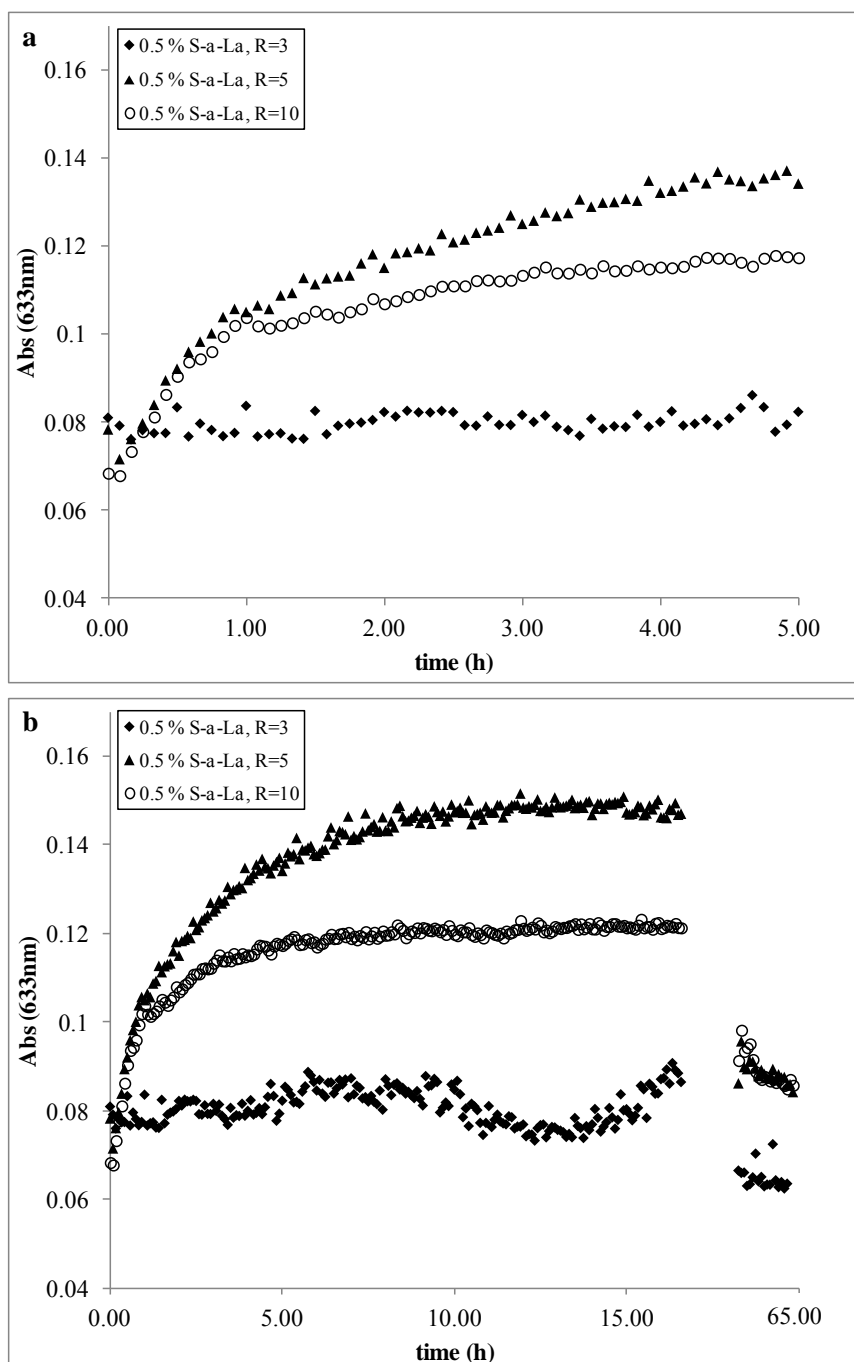 a
0.5 % S-a-La, R=3
0.5 % S-a-La, R=5
0.5 % S-a-La, R=10
0.16
0.14
0.12
0.1
0.08
0.06
0.04
Abs (633nm)
0.00 1.00 2.00 3.00 4.00 5.00
time (h)
b
0.5 % S-a-La, R=3
0.5 % S-a-La, R=5
0.5 % S-a-La, R=10
0.16
0.14
0.12
0.1
0.08
0.06
0.04
Abs (633nm)
0.00 5.00 10.00 15.00 65.00
time (h)